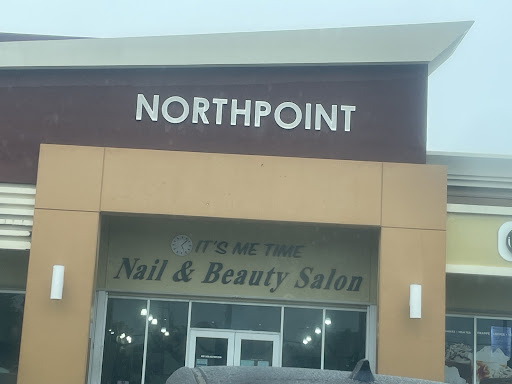 NORTHPOINT
IT'S ME TIME
Nail & Beauty Salon